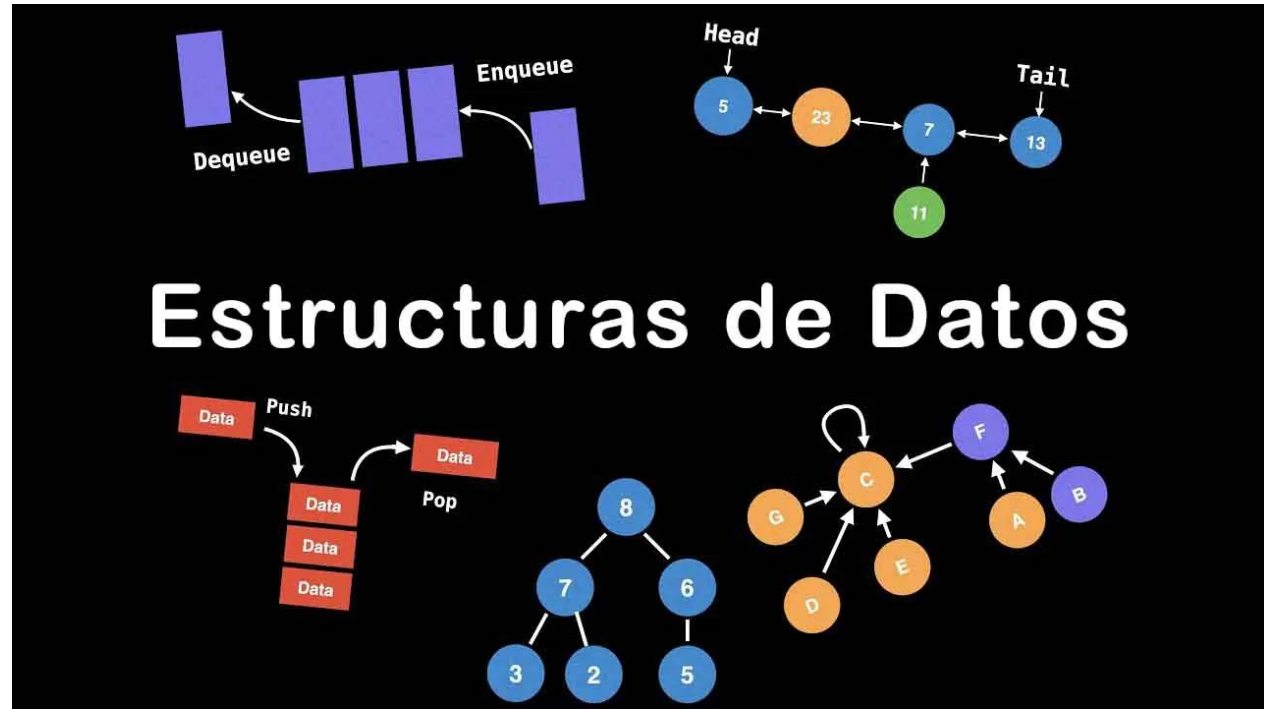 Enqueue
Dequeue
Head
Tail
5
23
7
13
11
Estructuras de Datos
Data
Push
Data
Pop
Data
Data
Data
8
7
6
3
2
5
F
C
B
G
A
E
D